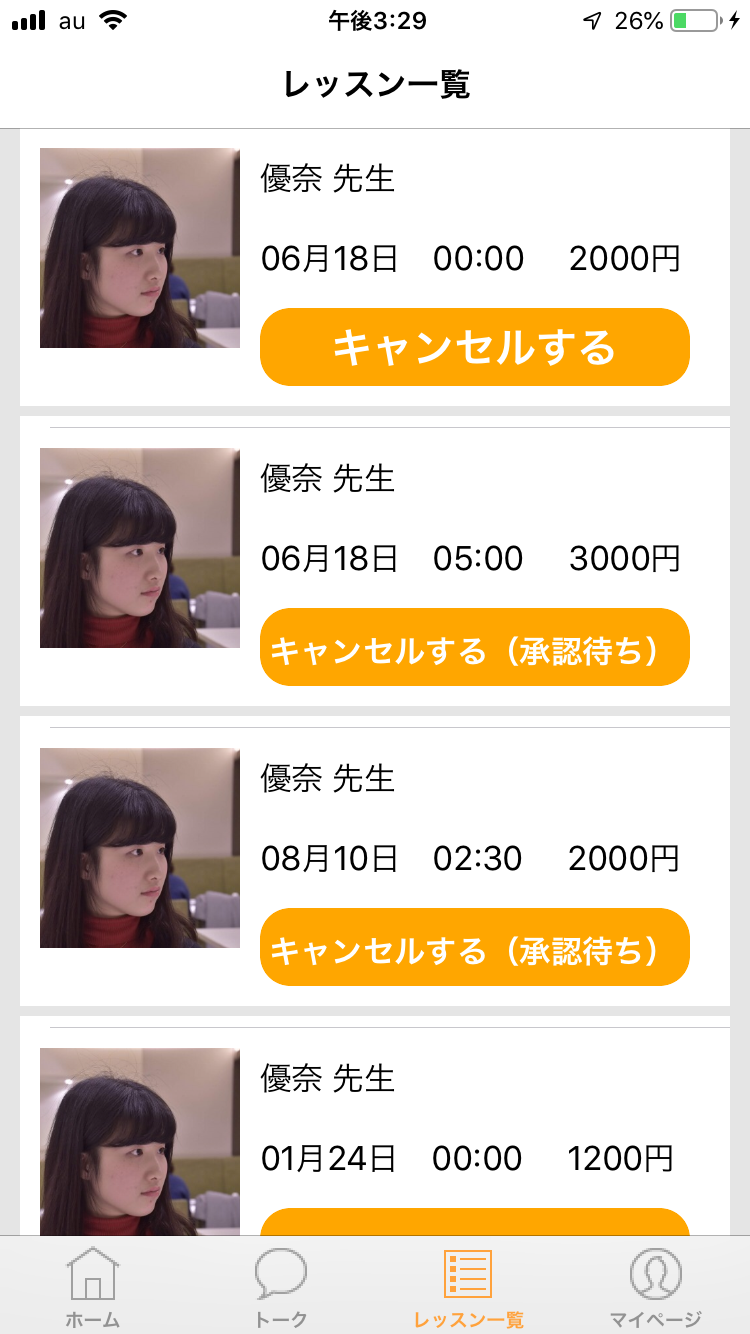 au 午後3:29 26%
レッスン一覧
優奈 先生
06月18日 00:00 2000円
キャンセルする
優奈 先生
06月18日 05:00 3000円
キャンセルする（承認待ち）
優奈 先生
08月10日 02:30 2000円
キャンセルする（承認待ち）
優奈 先生
01月24日 00:00 1200円
ホーム トーク レッスン一覧 マイページ